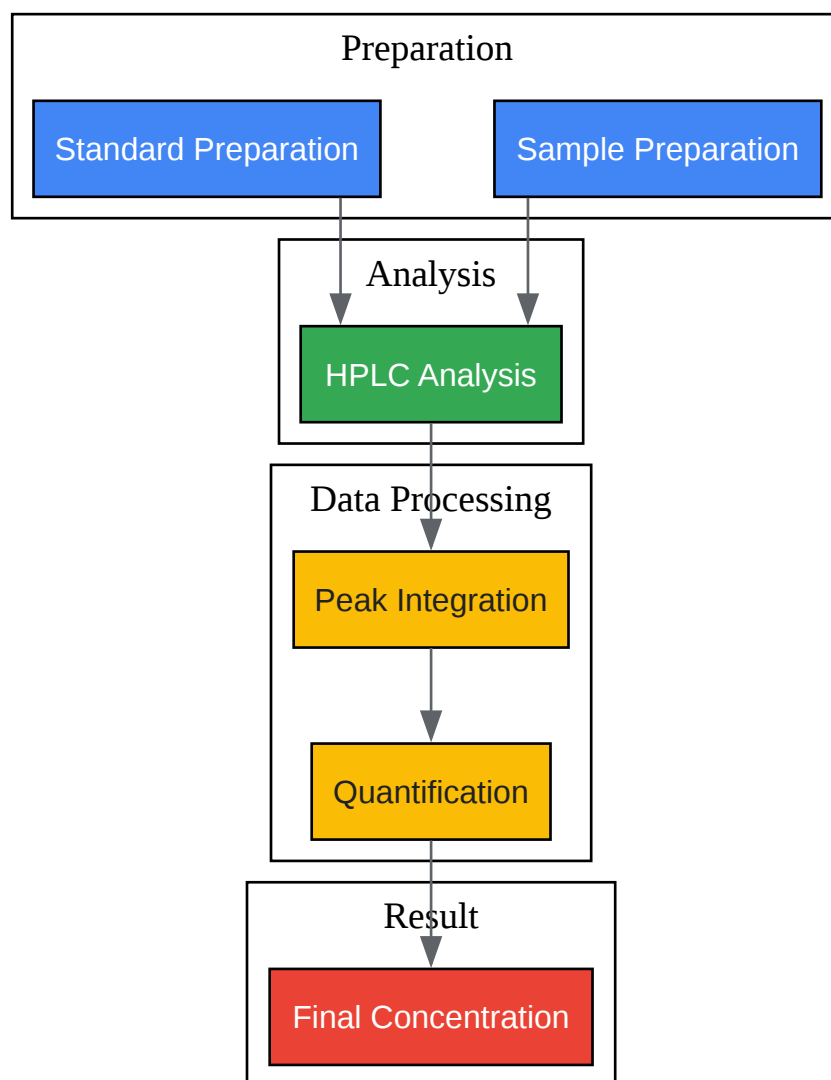 Preparation
Standard Preparation
Sample Preparation
Analysis
HPLC Analysis
Data Processing
Peak Integration
Quantification
Result
Final Concentration